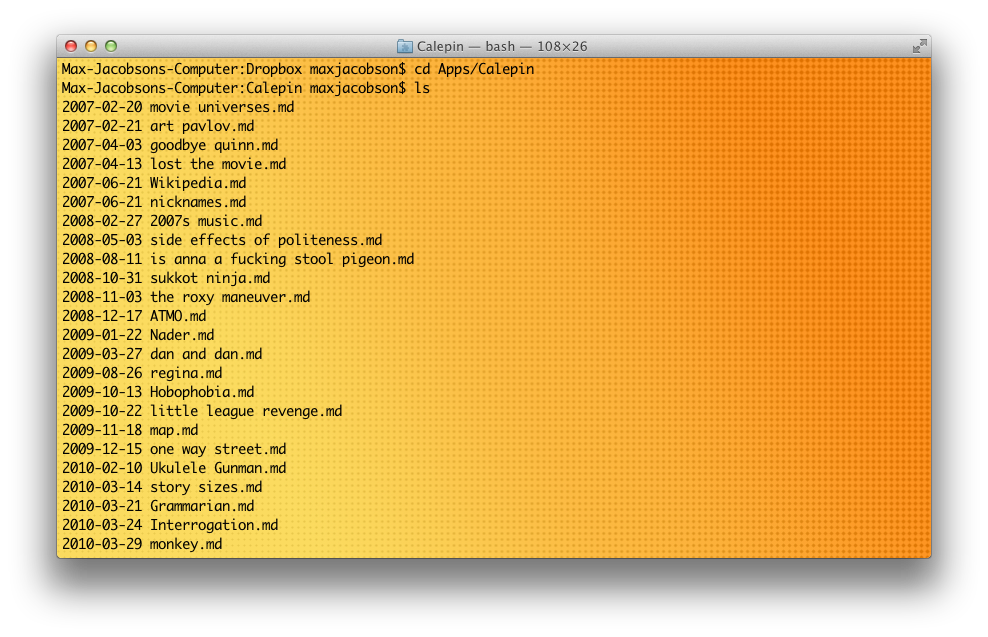 Calepin — bash — 108×26
Max-Jacobsons-Computer:Dropbox maxjacobson$ cd Apps/Calepin
Max-Jacobsons-Computer:Calepin maxjacobson$ ls
2007-02-20 movie universes.md
2007-02-21 art pavlov.md
2007-04-03 goodbye quinn.md
2007-04-13 lost the movie.md
2007-06-21 Wikipedia.md
2007-06-21 nicknames.md
2008-02-27 2007s music.md
2008-05-03 side effects of politeness.md
2008-08-11 is anna a fucking stool pigeon.md
2008-10-31 sukkot ninja.md
2008-11-03 the roxy maneuver.md
2008-12-17 ATMO.md
2009-01-22 Nader.md
2009-03-27 dan and dan.md
2009-08-26 regina.md
2009-10-13 Hobophobia.md
2009-10-22 little league revenge.md
2009-11-18 map.md
2009-12-15 one way street.md
2010-02-10 Ukulele Gunman.md
2010-03-14 story sizes.md
2010-03-21 Grammarian.md
2010-03-24 Interrogation.md
2010-03-29 monkey.md